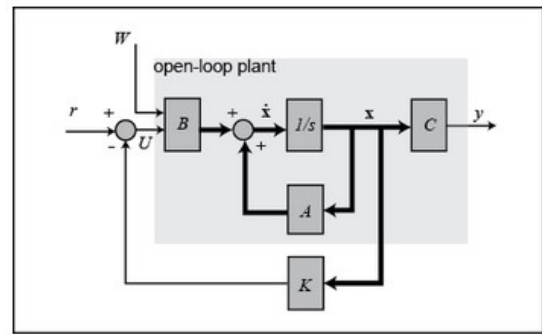 W
open-loop plant
r + - U B + + ẋ 1/s x C y
A
K